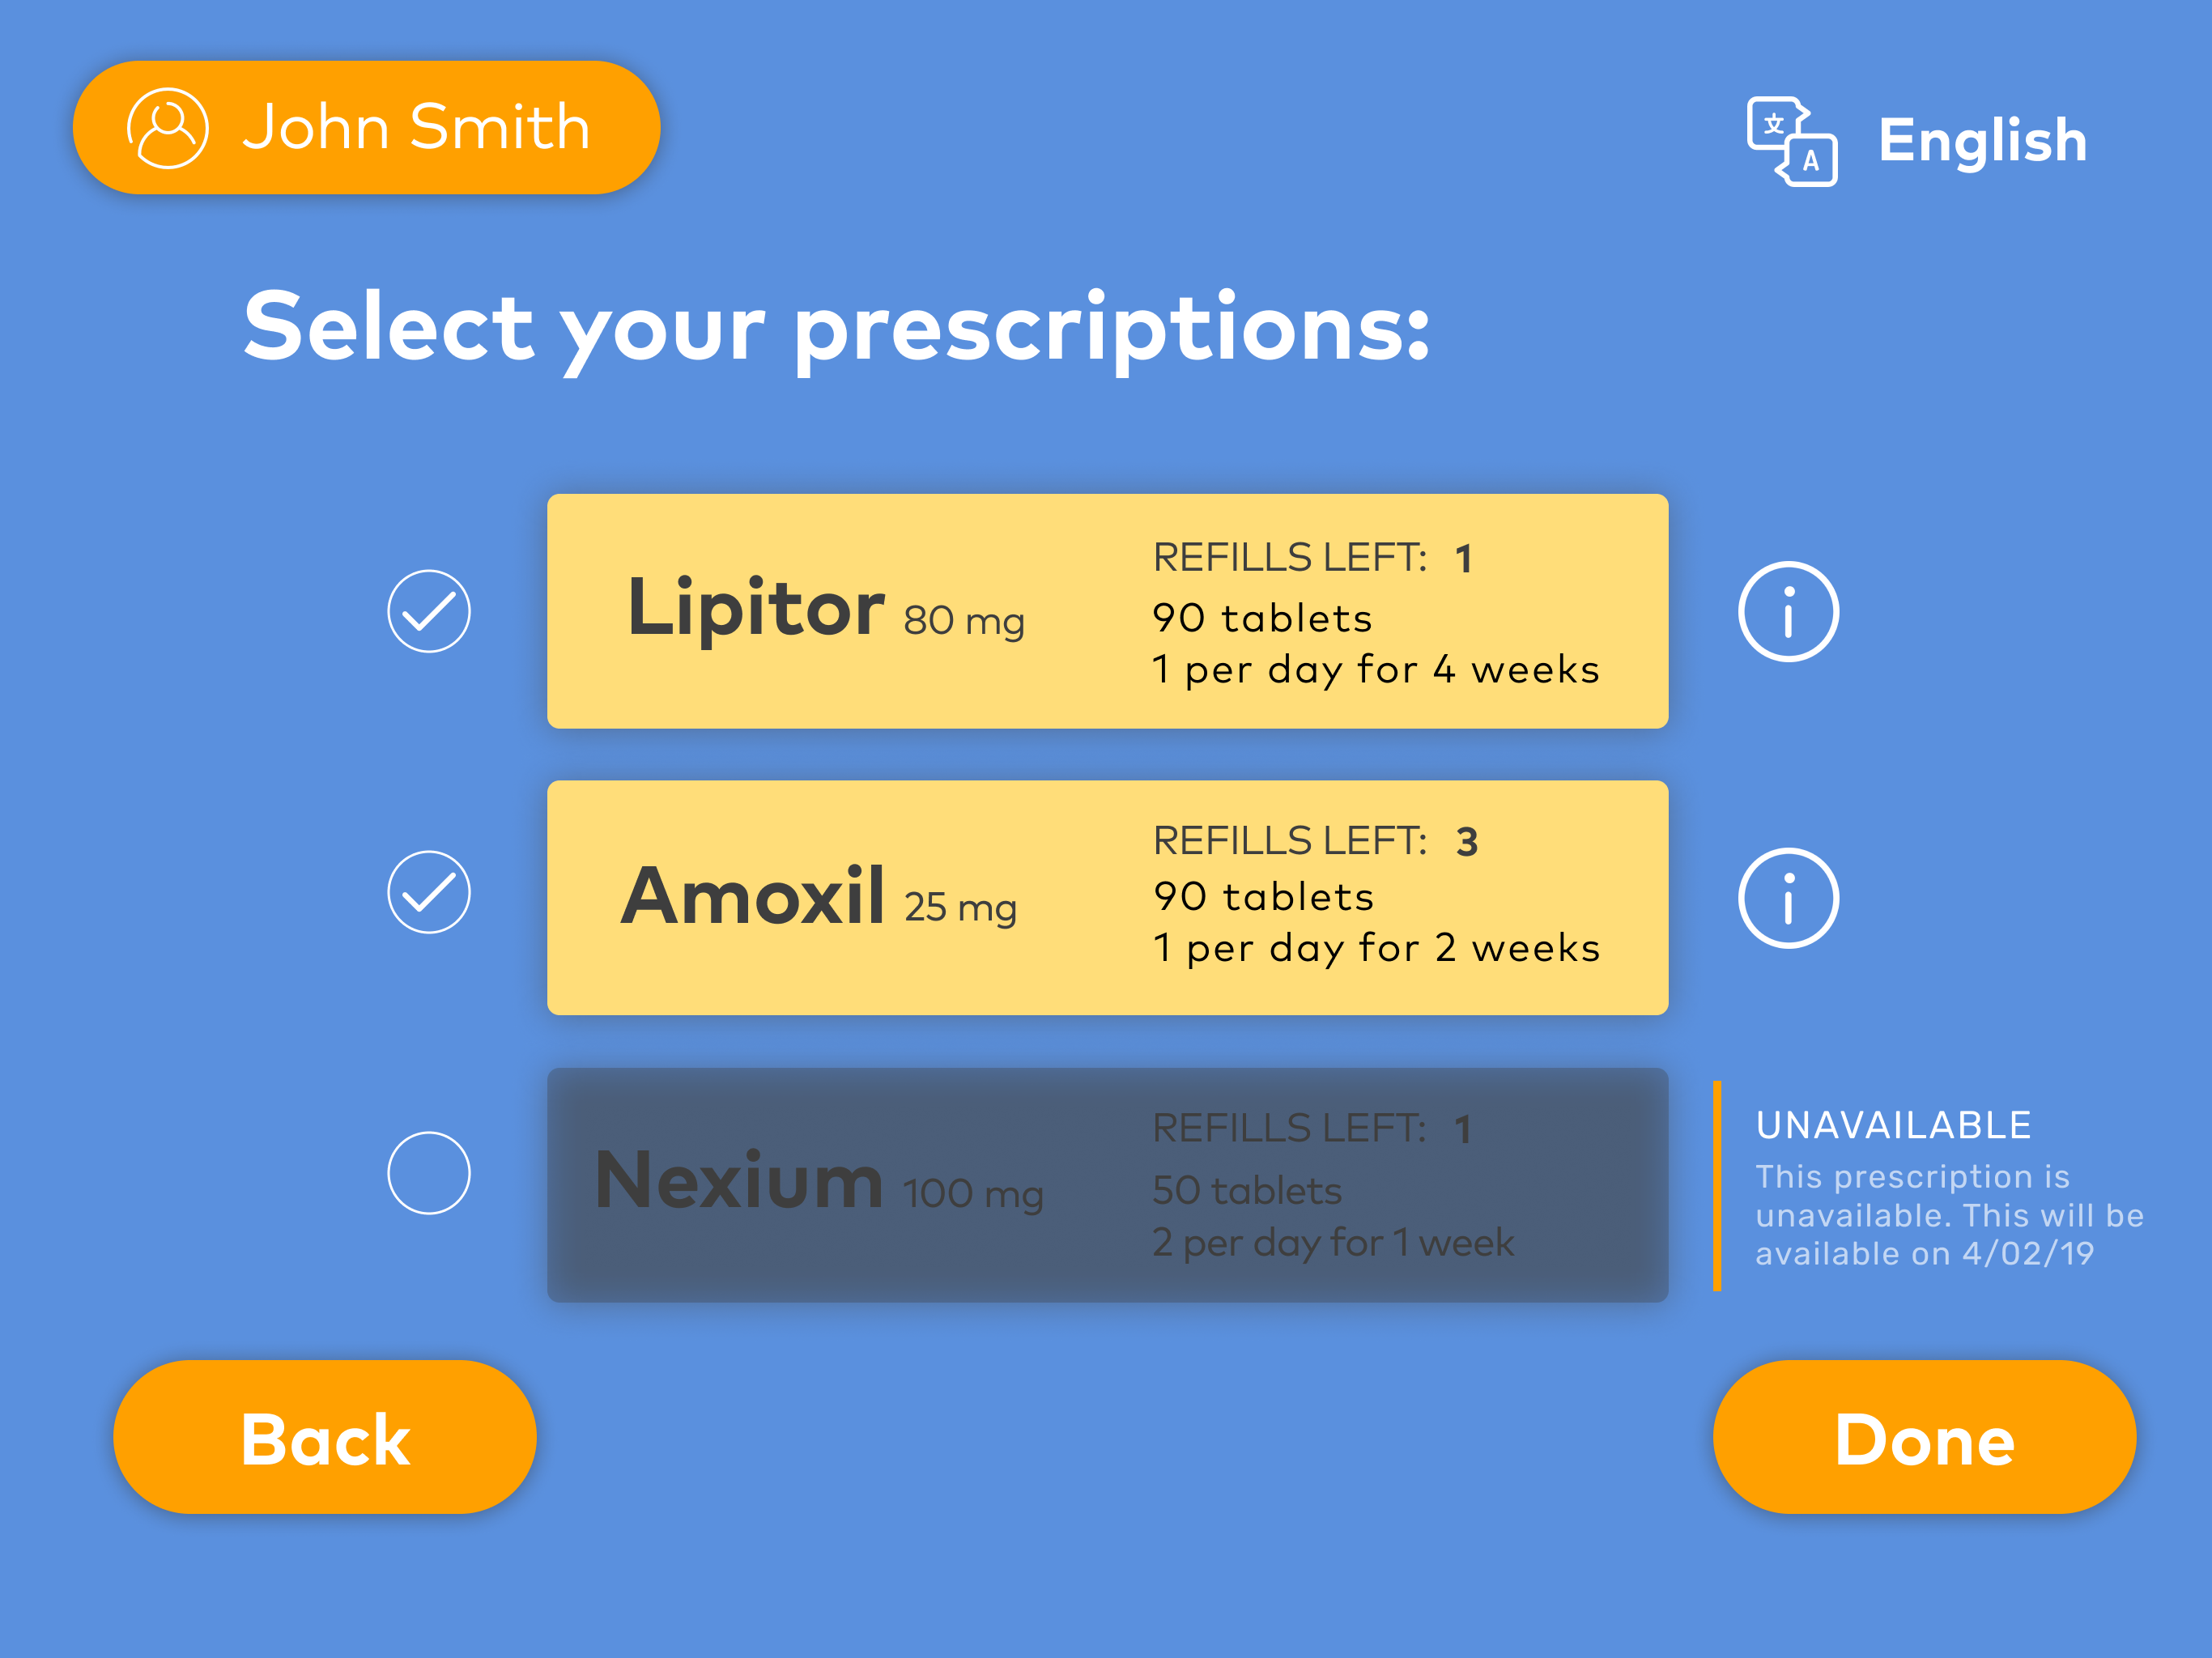 John Smith
English
Select your prescriptions:
Lipitor 80 mg
REFILLS LEFT: 1
90 tablets
1 per day for 4 weeks
Amoxil 25 mg
REFILLS LEFT: 3
90 tablets
1 per day for 2 weeks
Nexium 100 mg
REFILLS LEFT: 1
50 tablets
2 per day for 1 week
UNAVAILABLE
This prescription is
unavailable. This will be
available on 4/02/19
Back
Done